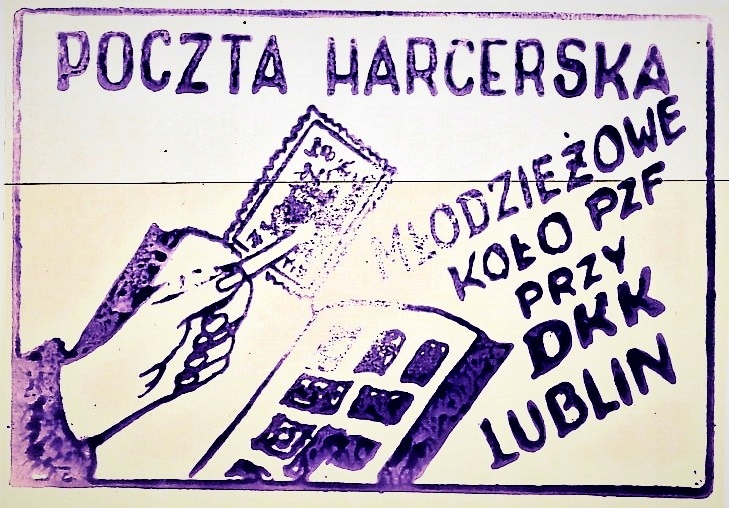 POCZTA HARCERSKA
MŁODZIEŻOWE
KOŁO PZF
PRZY
DKK
LUBLIN